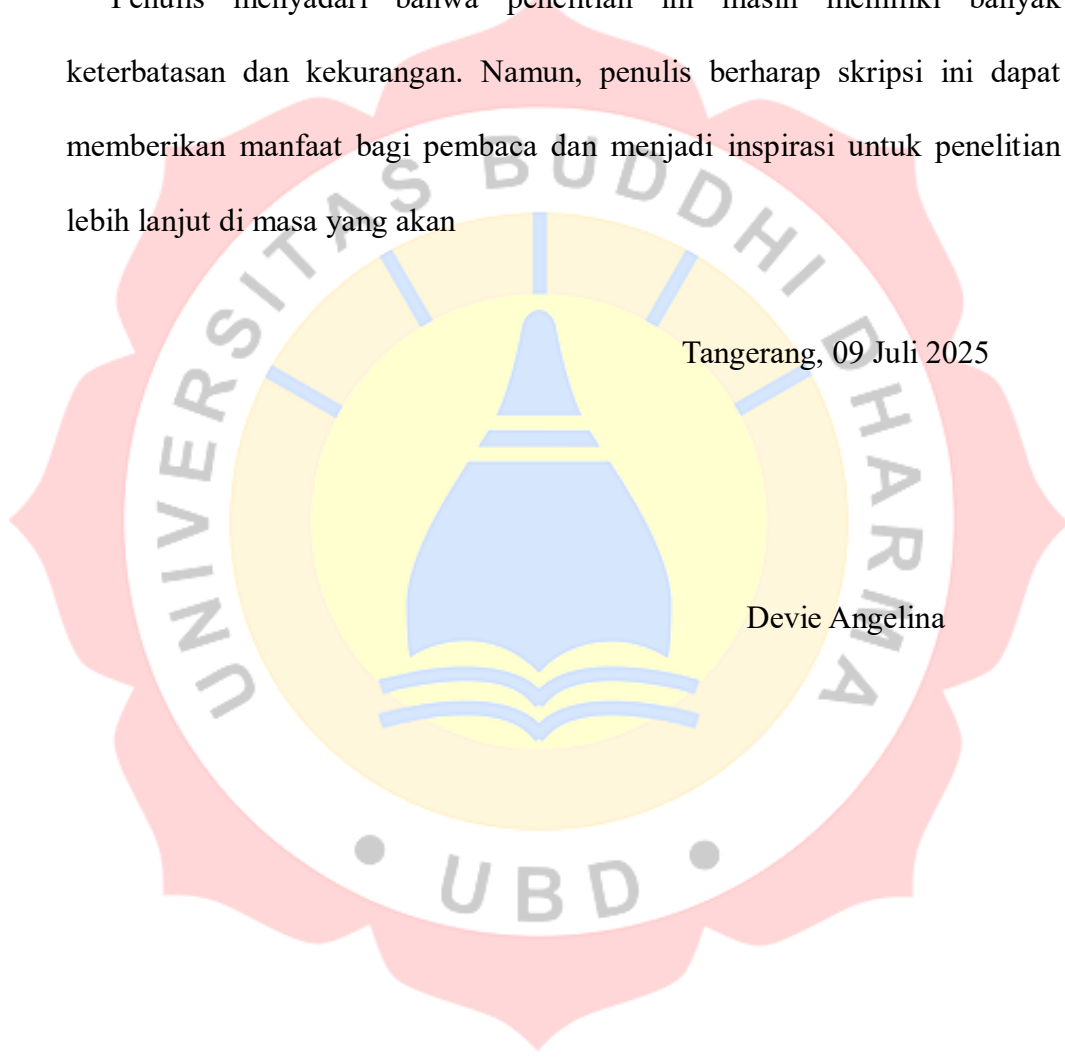 Penulis menyadari bahwa penelitian ini masih memiliki banyak
keterbatasan dan kekurangan. Namun, penulis berharap skripsi ini dapat
memberikan manfaat bagi pembaca dan menjadi inspirasi untuk penelitian
lebih lanjut di masa yang akan
Tangerang, 09 Juli 2025
Devie Angelina
UNIVERSITAS BUDDHI DHARMA
• UBD •